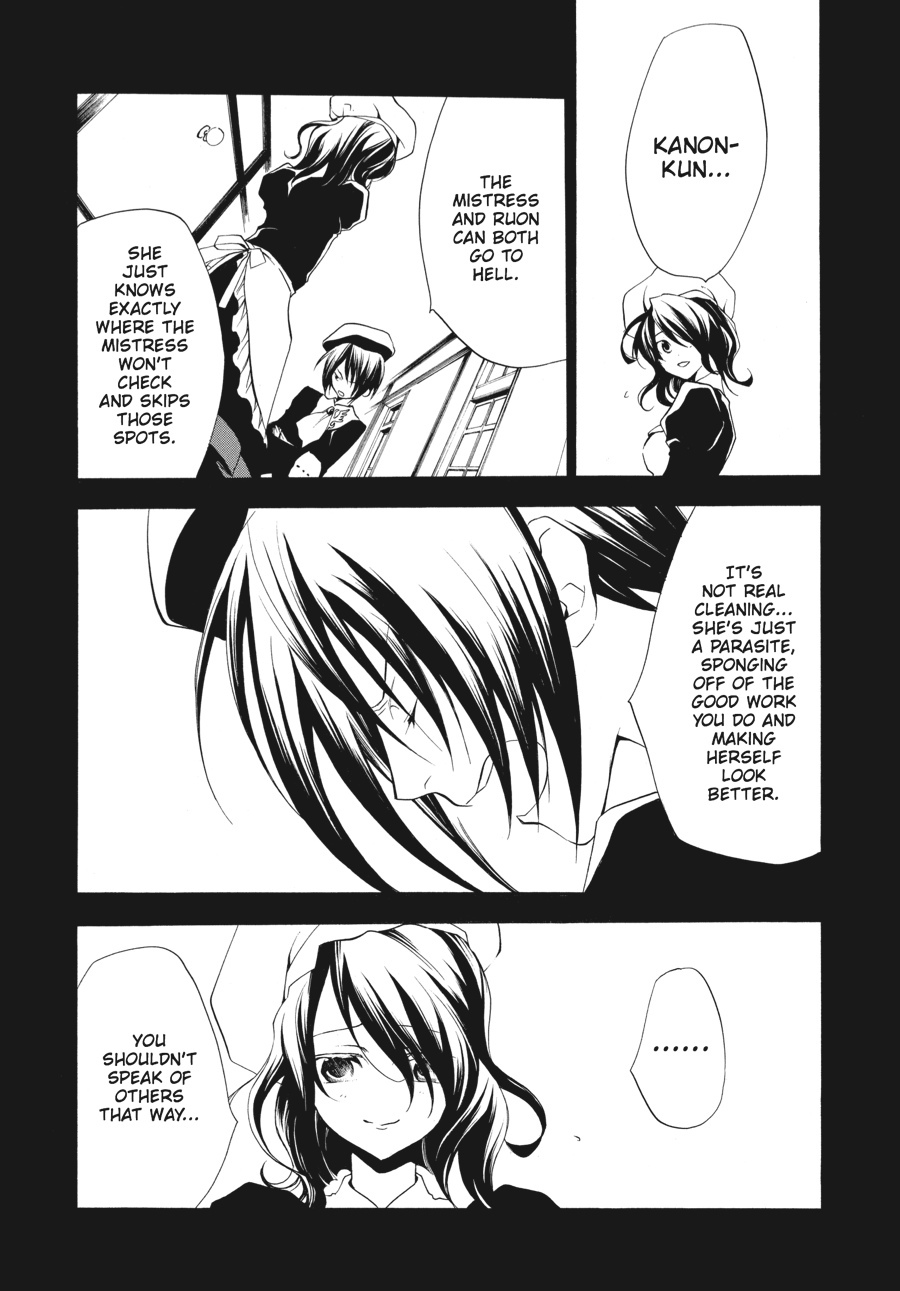 KANON-
KUN...
THE
MISTRESS
AND RUON
CAN BOTH
GO TO
HELL.
SHE
JUST
KNOWS
EXACTLY
WHERE THE
MISTRESS
WON'T
CHECK
AND SKIPS
THOSE
SPOTS.
IT'S
NOT REAL
CLEANING...
SHE'S JUST
A PARASITE,
SPONGING
OFF OF THE
GOOD WORK
YOU DO AND
MAKING
HERSELF
LOOK
BETTER.
......
YOU
SHOULDN'T
SPEAK OF
OTHERS
THAT WAY...